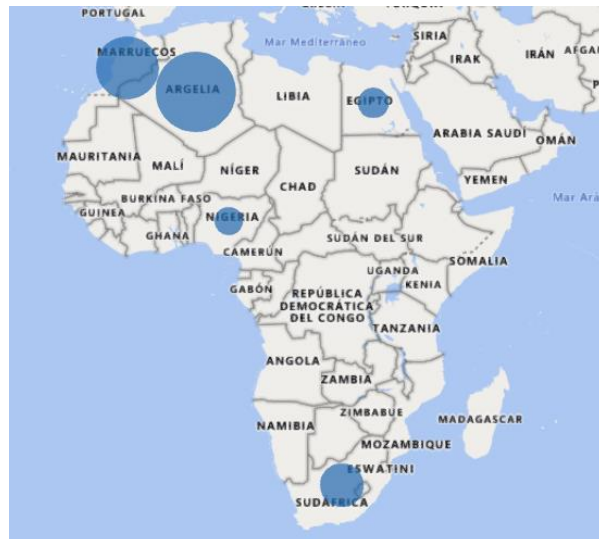 PORTUGAL
SIRIA
Mar Mediterráneo
MARRUECOS
IRAK
IRÁN
ARGELIA
LIBIA
EGIPTO
ARABIA SAUDÍ
OMÁN
MAURITANIA
MALÍ
NÍGER
CHAD
SUDÁN
YEMEN
BURKINA FASO
GUINEA
NIGERIA
GHANA
CAMERÚN
SUDÁN DEL SUR
SOMALIA
UGANDA
KENIA
GABÓN
REPÚBLICA
DEMOCRÁTICA
DEL CONGO
TANZANIA
ANGOLA
ZAMBIA
ZIMBABUE
MADAGASCAR
NAMIBIA
MOZAMBIQUE
ESWATINI
SUDÁFRICA